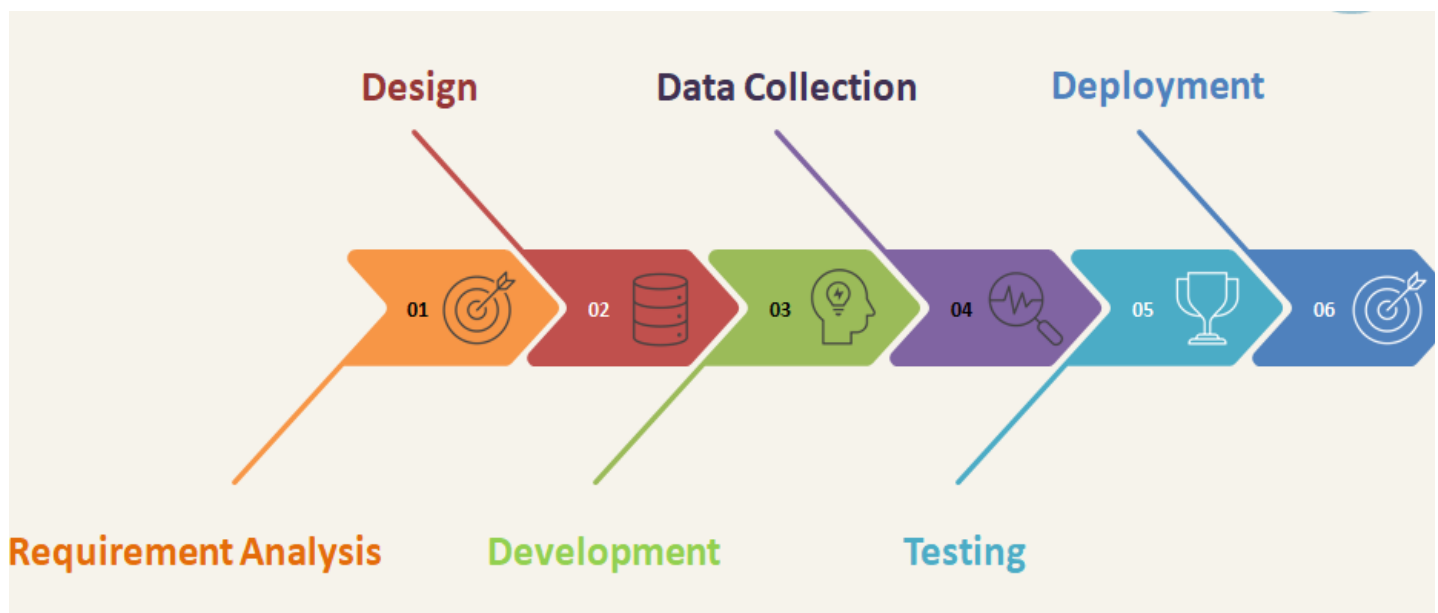 Design
Data Collection
Deployment
01
02
03
04
05
06
Requirement Analysis
Development
Testing